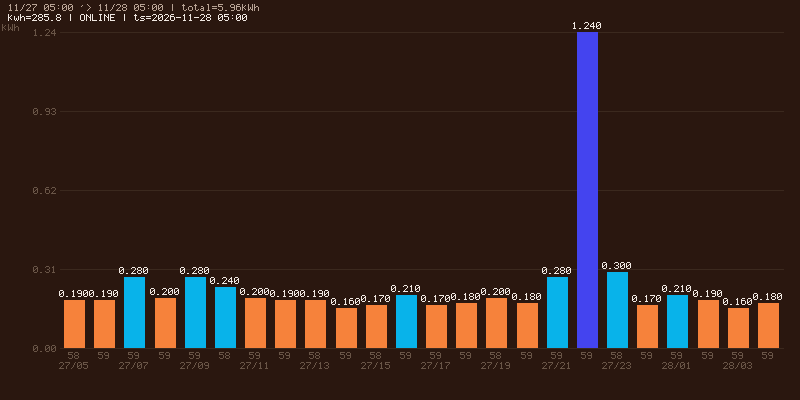 11/27 05:00 -> 11/28 05:00 | total=5.96kWh
Kwh=285.8 | ONLINE | ts=2026-11-28 05:00
kWh
1.24
0.93
0.62
0.31
0.00
0.190 0.190 0.280 0.200 0.280 0.240 0.200 0.190 0.190 0.160 0.170 0.210 0.170 0.180 0.200 0.180 0.280 1.240 0.300 0.170 0.210 0.190 0.160 0.180
58 59 59 59 59 58 59 59 58 59 58 59 59 59 58 59 59 59 58 59 59 59 59 59
27/05 27/07 27/09 27/11 27/13 27/15 27/17 27/19 27/21 27/23 28/01 28/03